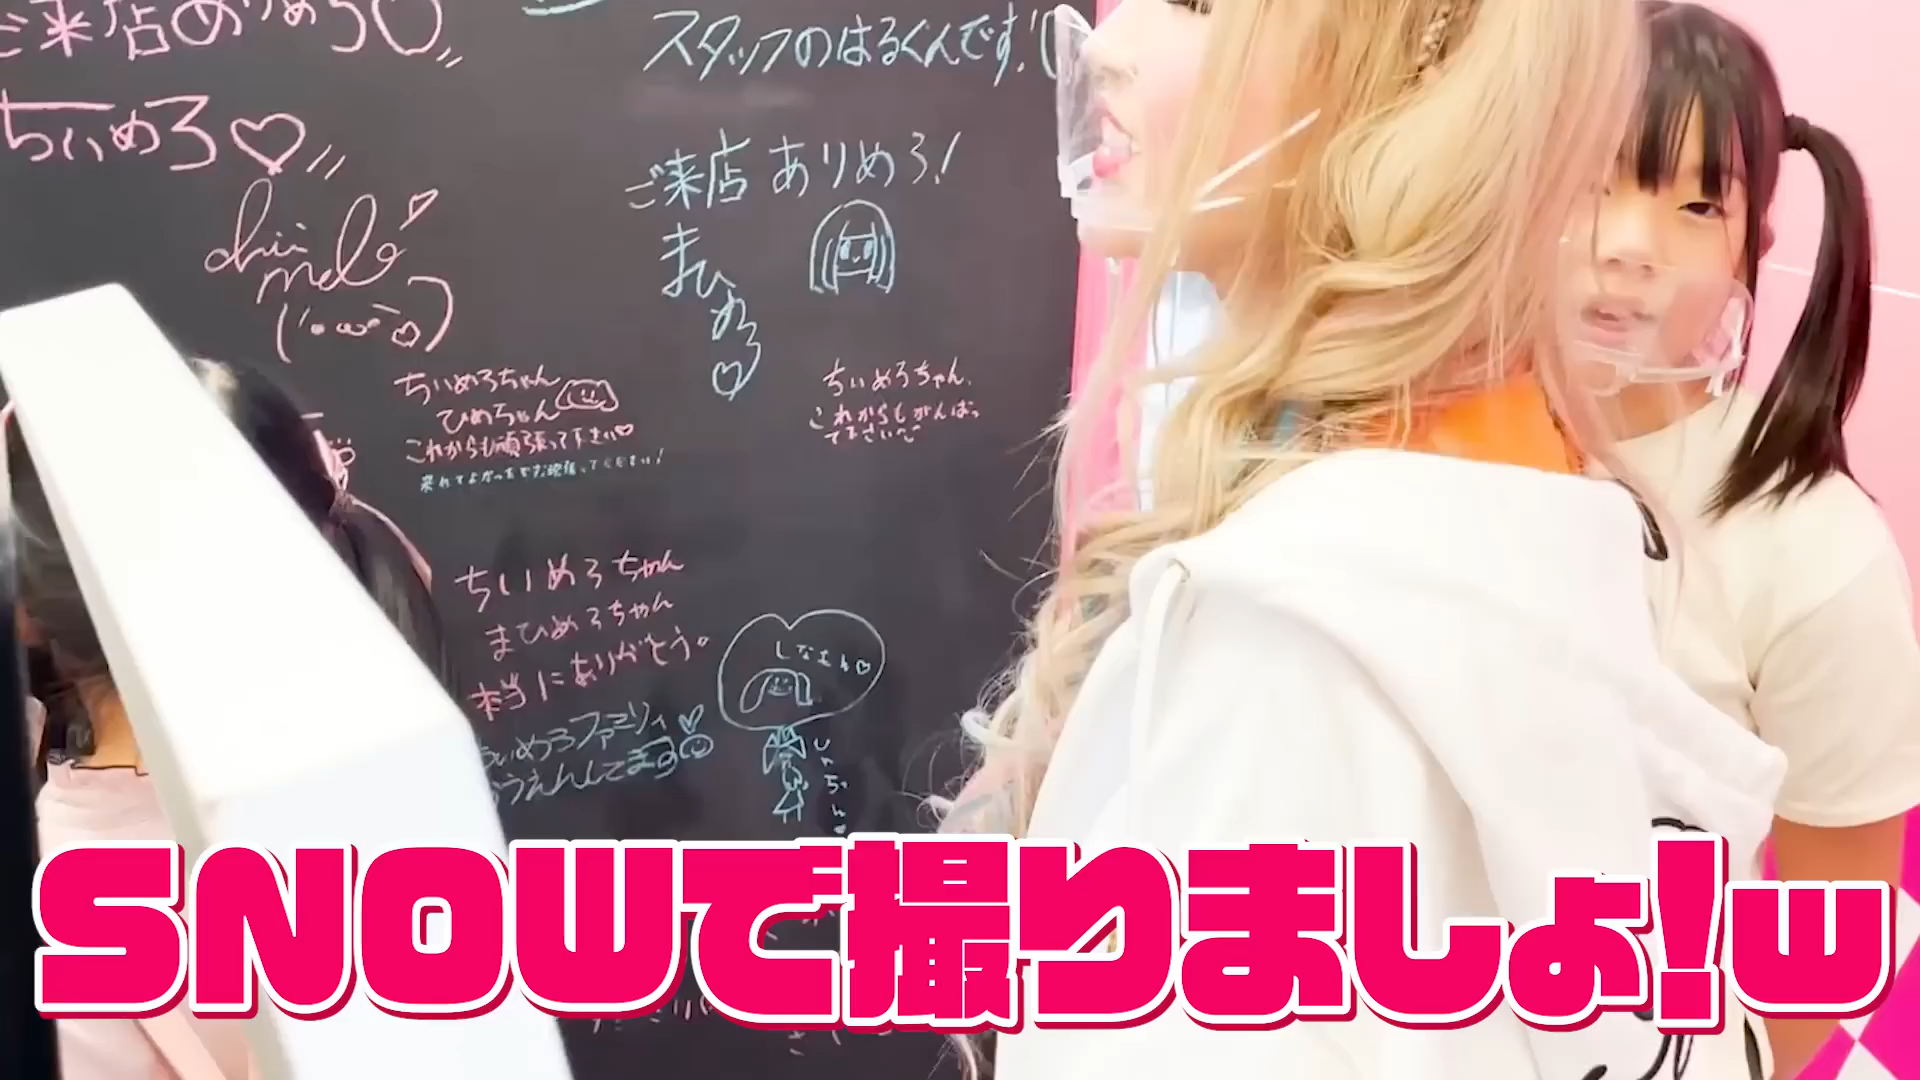 ご来店ありめろ♡
ちぃめろ♡
chii
melo
(´•ω•`♡)
スタッフのはるくんです!
ご来店ありめろ!
まひめろ♡
ちぃめろちゃん
ひめちゃん
これからも頑張って下さい♡
ちぃめろちゃん、
これからもがんばっ
てださい
ちいめろちゃん
まひめろちゃん
本当にありがとう。
ちぃめろファミリィ
おうえんしてます
SNOWで撮りましょ!w